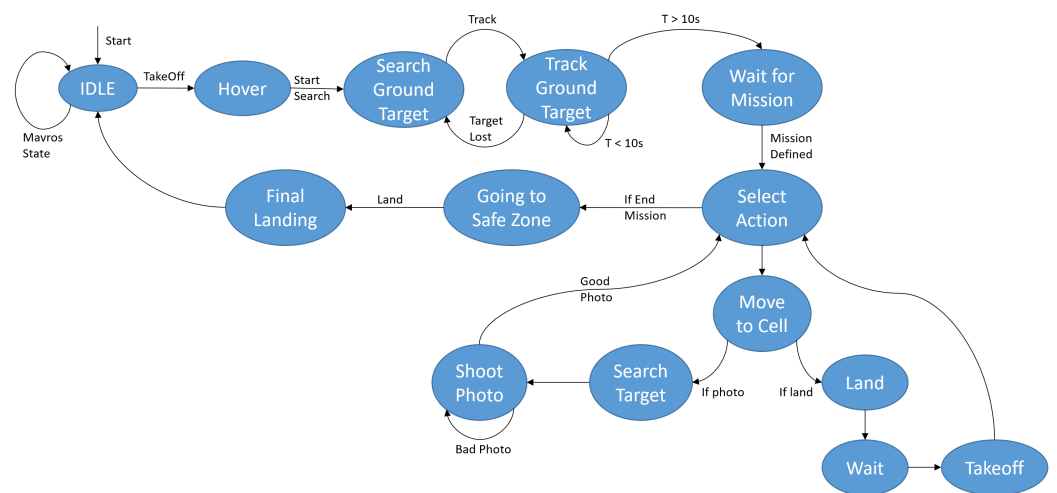 Start
Track
T > 10s
IDLE
TakeOff
Hover
Start
Search
Search
Ground
Target
Track
Ground
Target
Wait for
Mission
Mavros
State
Target
Lost
T < 10s
Mission
Defined
Final
Landing
Land
Going to
Safe Zone
If End
Mission
Select
Action
Good
Photo
Move
to Cell
Shoot
Photo
Search
Target
If photo
If land
Land
Bad Photo
Wait
Takeoff